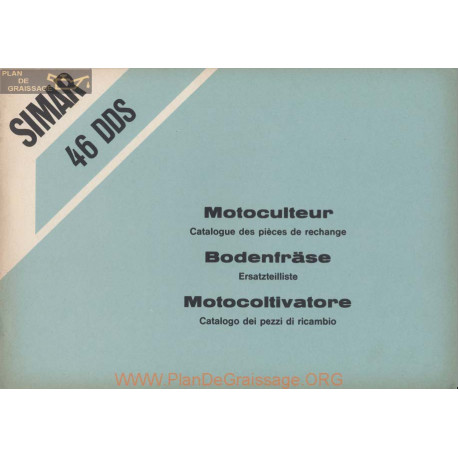 PLAN
DE
GRAISSAGE
SIMAR
46 DDS
Motoculteur
Catalogue des pièces de rechange
Bodenfräse
Ersatzteilliste
Motocoltivatore
Catalogo dei pezzi di ricambio
www.PlanDeGraissage.ORG